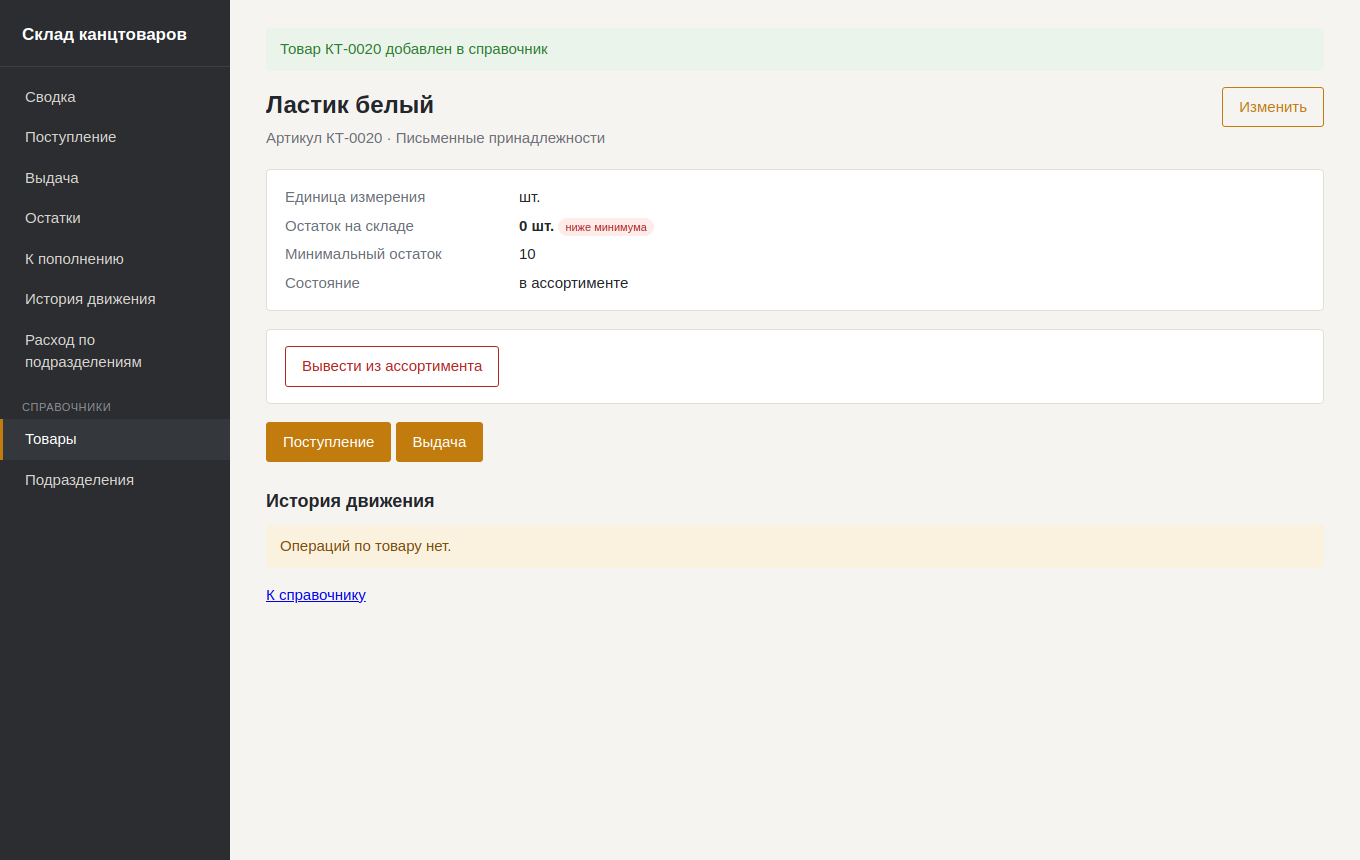 Склад канцтоваров
Сводка
Поступление
Выдача
Остатки
К пополнению
История движения
Расход по
подразделениям
СПРАВОЧНИКИ
Товары
Подразделения
Товар КТ-0020 добавлен в справочник
Ластик белый
Изменить
Артикул КТ-0020 · Письменные принадлежности
Единица измерения шт.
Остаток на складе 0 шт. ниже минимума
Минимальный остаток 10
Состояние в ассортименте
Вывести из ассортимента
Поступление Выдача
История движения
Операций по товару нет.
К справочнику